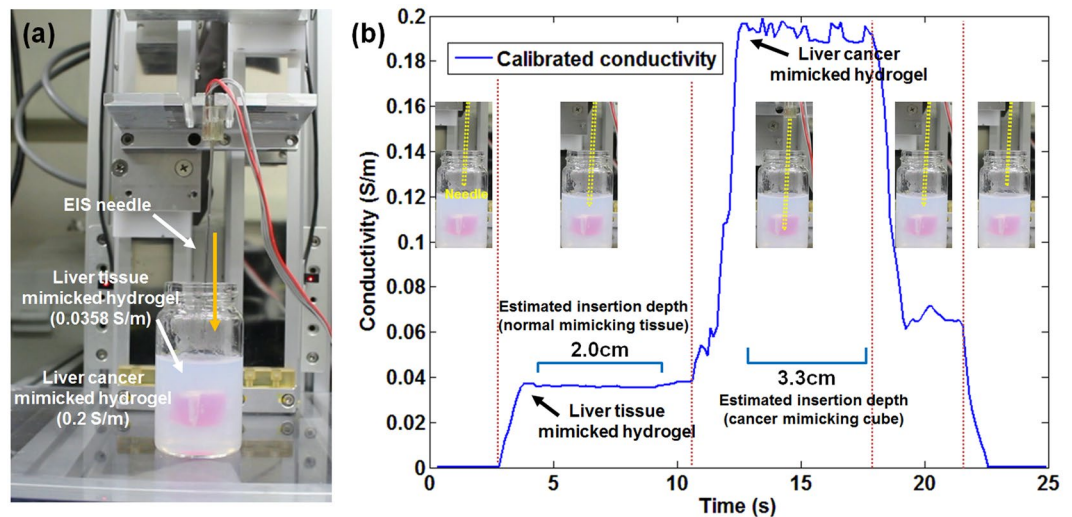 (a)
EIS needle
Liver tissue
mimicked hydrogel
(0.0358 S/m)
Liver cancer
mimicked hydrogel
(0.2 S/m)
(b)
Calibrated conductivity
Liver cancer
mimicked hydrogel
Needle
Estimated insertion depth
(normal mimicking tissue)
2.0cm
3.3cm
Estimated insertion depth
(cancer mimicking cube)
Liver tissue
mimicked hydrogel
Conductivity (S/m)
0.2
0.18
0.16
0.14
0.12
0.1
0.08
0.06
0.04
0.02
0
0 5 10 15 20 25
Time (s)